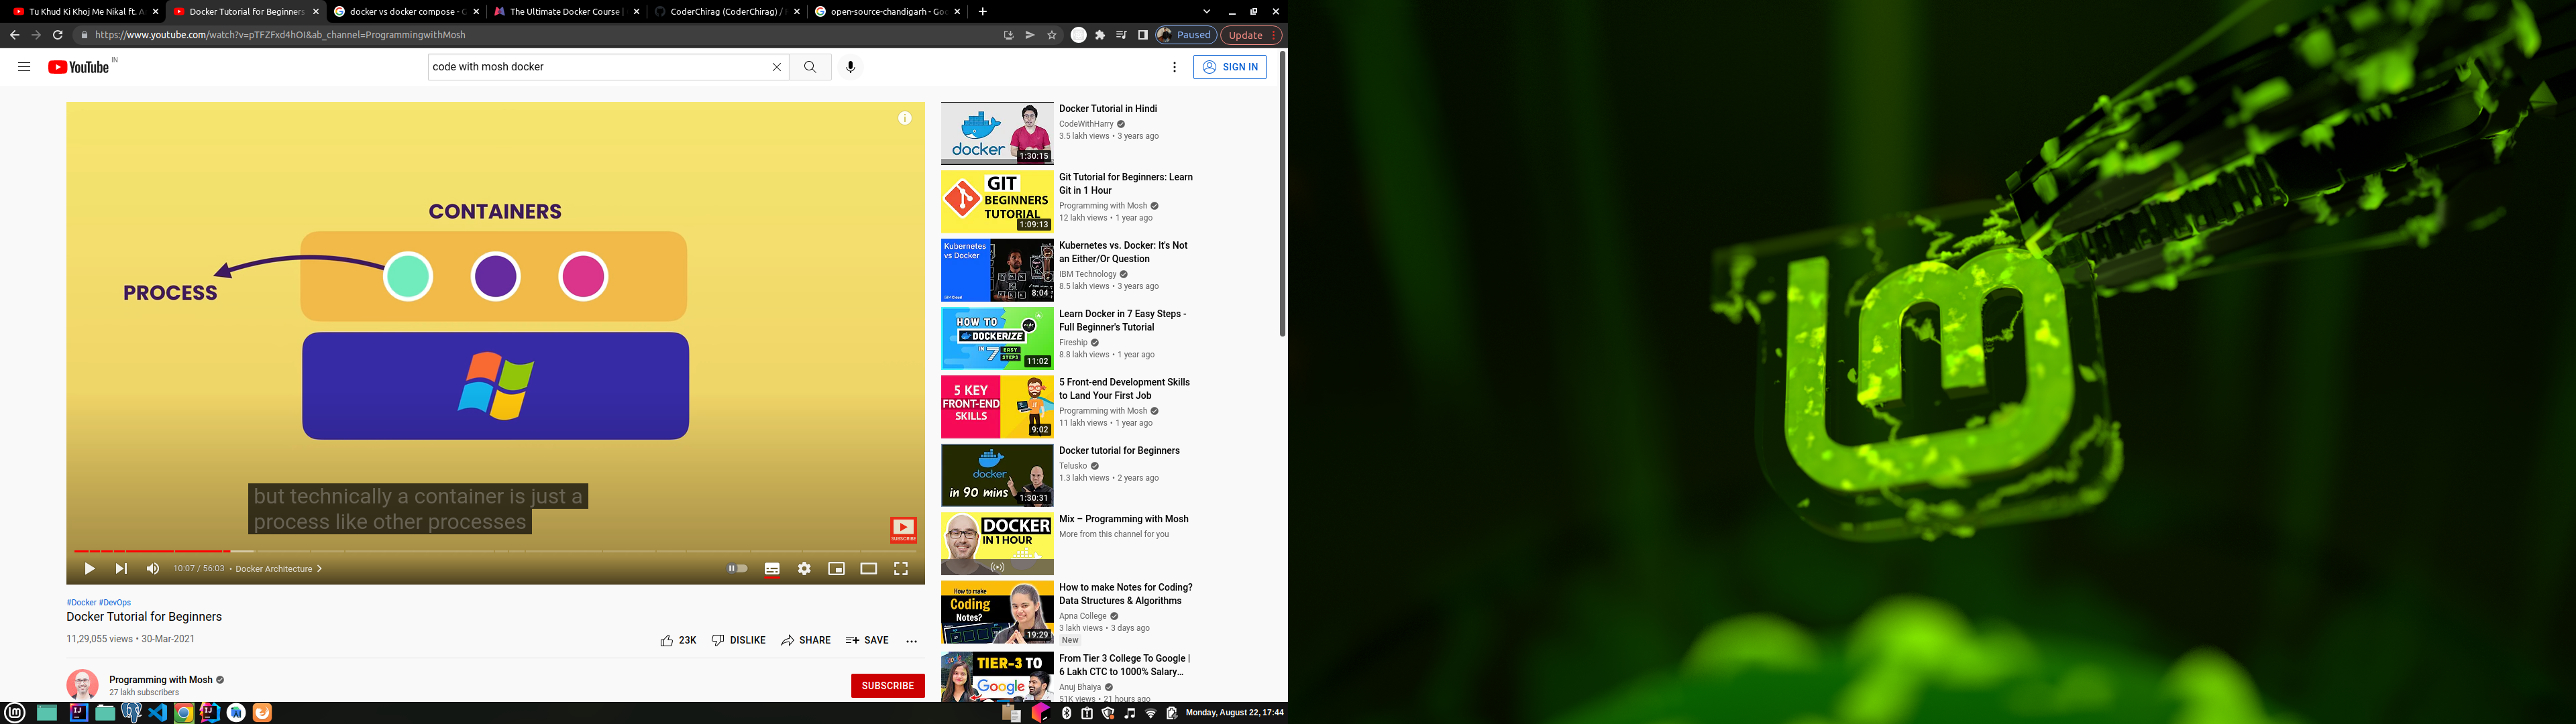 Tu Khud Ki Khoj Me Nikal ft. A
Docker Tutorial for Beginners
docker vs docker compose - G
The Ultimate Docker Course |
CoderChirag (CoderChirag) /
open-source-chandigarh - Goo
https://www.youtube.com/watch?v=pTFZFxd4hOI&ab_channel=ProgrammingwithMosh
Paused
Update
YouTube IN
code with mosh docker
SIGN IN
CONTAINERS
PROCESS
but technically a container is just a
process like other processes
SUBSCRIBE
10:07 / 56:03 • Docker Architecture
#Docker #DevOps
Docker Tutorial for Beginners
11,29,055 views • 30-Mar-2021
23K
DISLIKE
SHARE
SAVE
Programming with Mosh
27 lakh subscribers
SUBSCRIBE
docker
1:30:15
Docker Tutorial in Hindi
CodeWithHarry
3.5 lakh views • 3 years ago
GIT
BEGINNERS
TUTORIAL
1:09:13
Git Tutorial for Beginners: Learn
Git in 1 Hour
Programming with Mosh
12 lakh views • 1 year ago
Kubernetes
vs Docker
8:04
Kubernetes vs. Docker: It's Not
an Either/Or Question
IBM Technology
8.5 lakh views • 3 years ago
HOW TO
DOCKERIZE
IN 7 EASY
STEPS
11:02
Learn Docker in 7 Easy Steps -
Full Beginner's Tutorial
Fireship
8.8 lakh views • 1 year ago
5 KEY
FRONT-END
SKILLS
9:02
5 Front-end Development Skills
to Land Your First Job
Programming with Mosh
11 lakh views • 1 year ago
docker
in 90 mins
1:30:31
Docker tutorial for Beginners
Telusko
1.3 lakh views • 2 years ago
DOCKER
IN 1 HOUR
Mix – Programming with Mosh
More from this channel for you
How to make
Coding
Notes?
19:29
How to make Notes for Coding?
Data Structures & Algorithms
Apna College
3 lakh views • 3 days ago
New
TIER-3 TO
Google
From Tier 3 College To Google |
6 Lakh CTC to 1000% Salary...
Anuj Bhaiya
51K views • 21 hours ago
Monday, August 22, 17:44